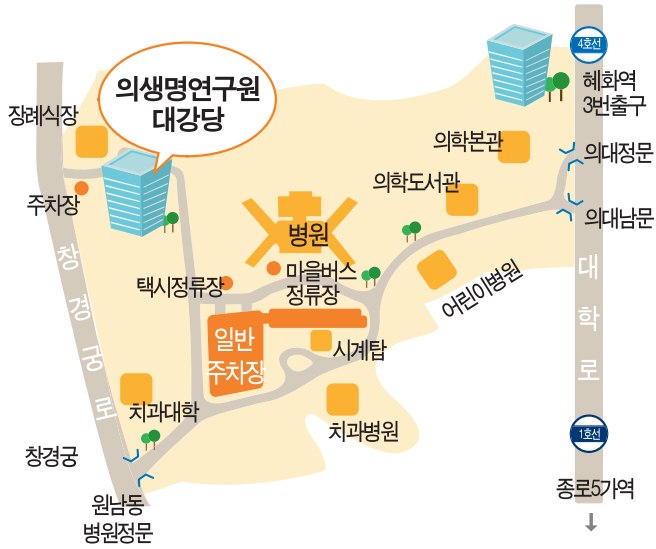 4호선
의생명연구원
대강당
혜화역
3번출구
장례식장
의학본관
의대정문
의학도서관
주차장
의대남문
병원
창경궁로
대학로
택시정류장
마을버스
정류장
어린이병원
일반
주차장
시계탑
치과대학
치과병원
1호선
창경궁
종로5가역
원남동
병원정문